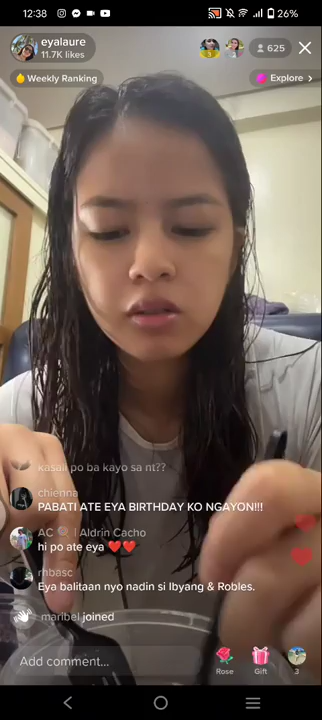 12:38
26%
eyalaure
11.7K likes
3
625
Weekly Ranking
Explore >
kasali po ba kayo sa nt??
chienna
PABATI ATE EYA BIRTHDAY KO NGAYON!!!
AC 🔍 | Aldrin Cacho
hi po ate eya ❤️❤️
rhbasc
Eya balitaan nyo nadin si Ibyang & Robles.
maribel joined
Add comment...
Rose
Gift
3